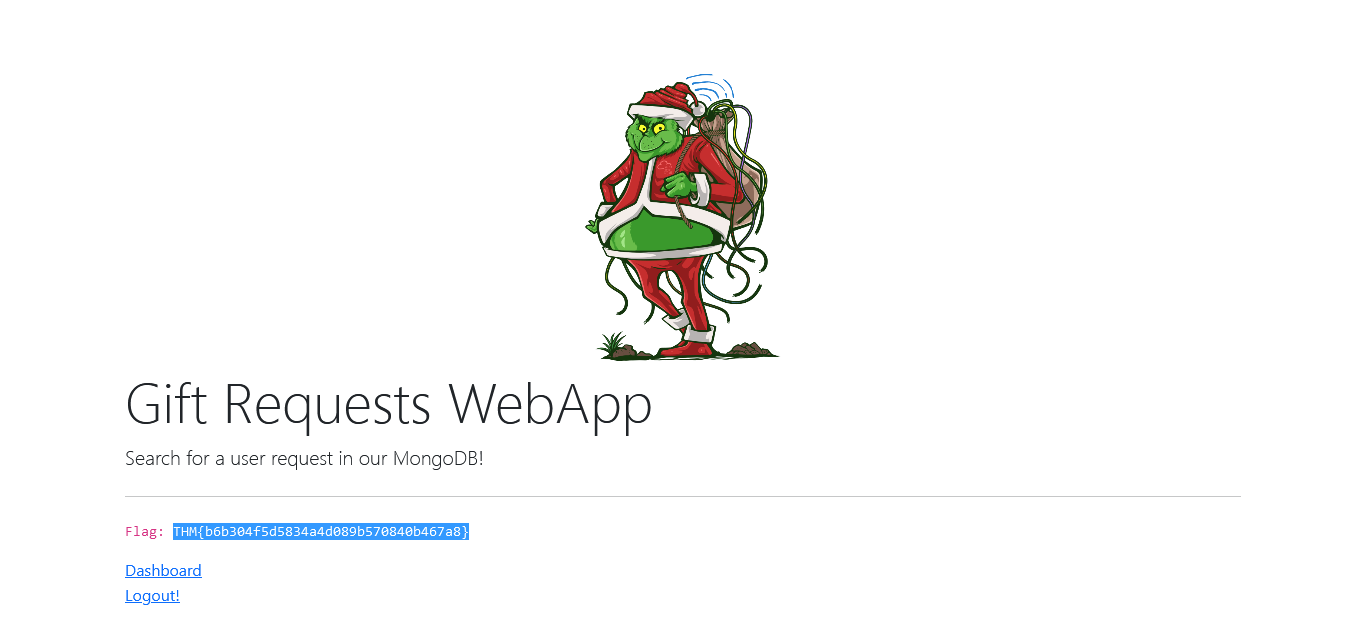 Gift Requests WebApp
Search for a user request in our MongoDB!
Flag: THM{b6b304f5d5834a4d089b570840b467a8}
Dashboard
Logout!